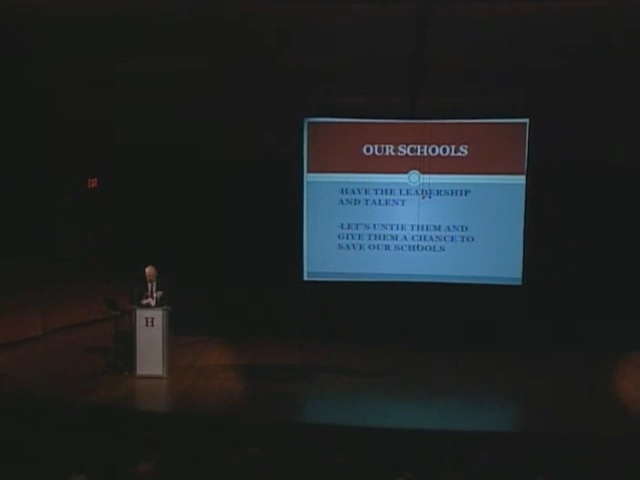 OUR SCHOOLS
-HAVE THE LEADERSHIP
AND TALENT
-LET'S UNTIE THEM AND
GIVE THEM A CHANCE TO
SAVE OUR SCHOOLS
H